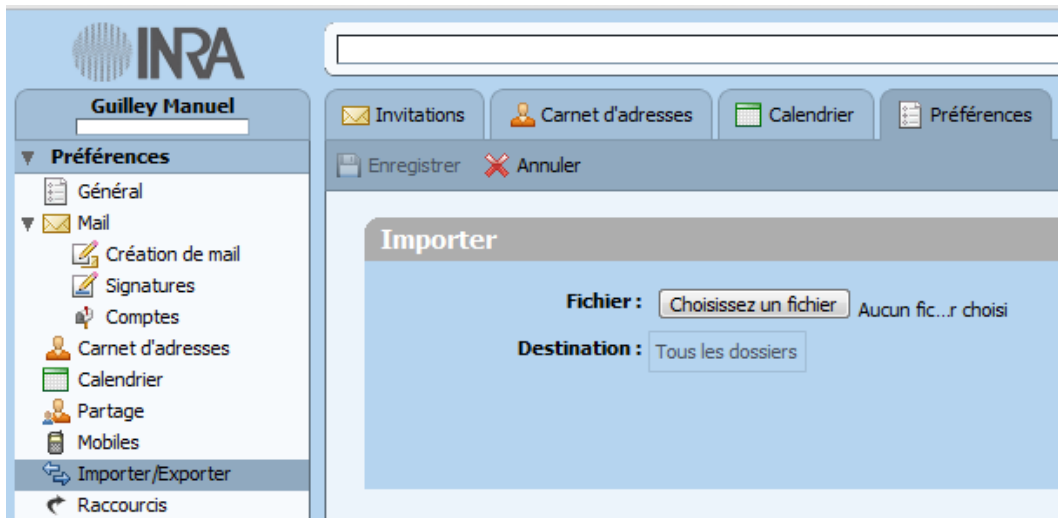 INRA
Guilley Manuel
Invitations Carnet d'adresses Calendrier Préférences
Préférences
Enregistrer Annuler
Général
Mail
Création de mail
Signatures
Comptes
Carnet d'adresses
Calendrier
Partage
Mobiles
Importer/Exporter
Raccourcis
Importer
Fichier : Choisissez un fichier Aucun fic...r choisi
Destination : Tous les dossiers